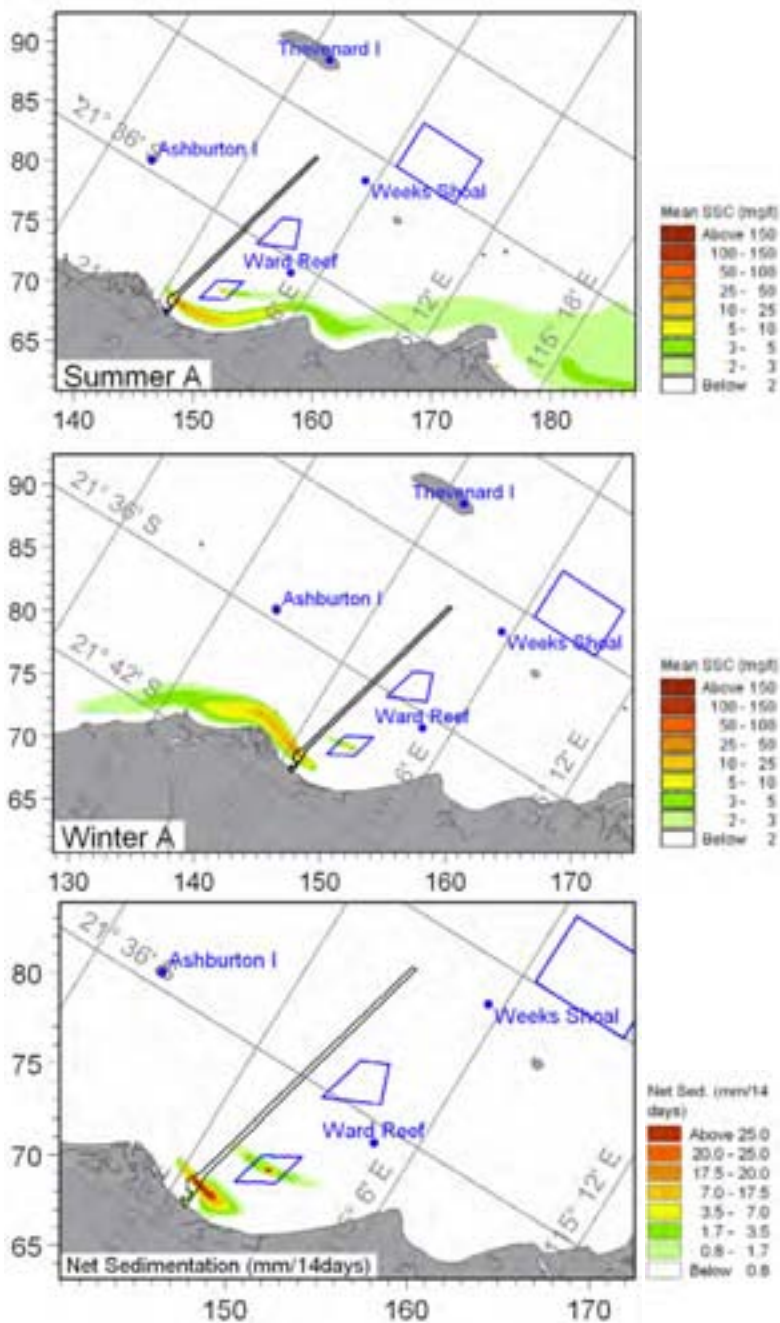 90
85
80
75
70
65
Thevenard I
21° 36' S
Ashburton I
Weeks Shoal
Ward Reef
6' E
12' E
115° 18' E
Summer A
140
150
160
170
180
Mean SSC (mg/l)
Above 150
100 - 150
50 - 100
25 - 50
10 - 25
5 - 10
3 - 5
2 - 3
Below 2
90
85
80
75
70
65
21° 36' S
Thevenard I
Ashburton I
Weeks Shoal
21° 42' S
Ward Reef
6' E
12' E
Winter A
130
140
150
160
170
Mean SSC (mg/l)
Above 150
100 - 150
50 - 100
25 - 50
10 - 25
5 - 10
3 - 5
2 - 3
Below 2
80
75
70
65
21° 36' S
Ashburton I
Weeks Shoal
Ward Reef
6' E
115° 12' E
Net Sedimentation (mm/14days)
150
160
170
Net Sed. (mm/14
days)
Above 25.0
20.0 - 25.0
17.5 - 20.0
7.0 - 17.5
3.5 - 7.0
1.7 - 3.5
0.8 - 1.7
Below 0.8